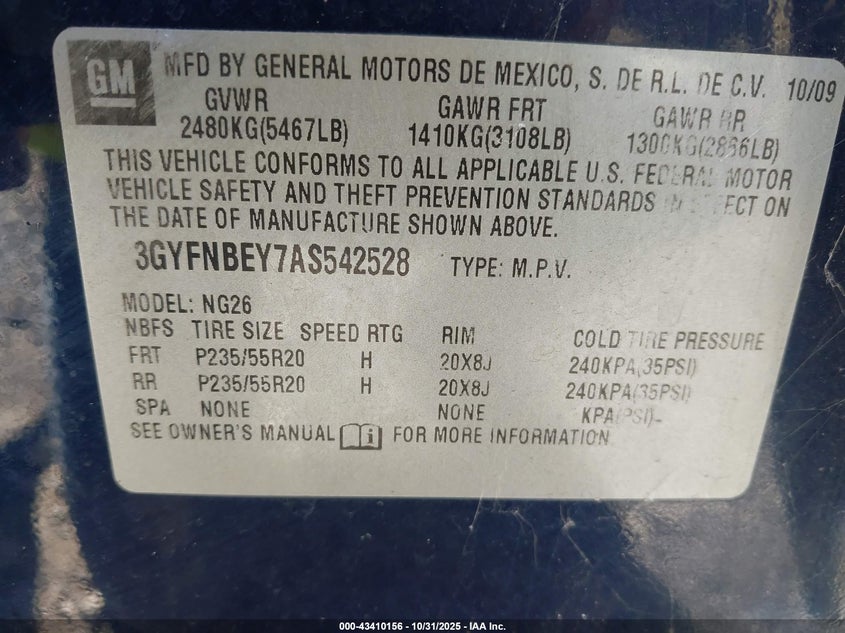 GM
MFD BY GENERAL MOTORS DE MEXICO, S. DE R.L. DE C.V. 10/09
GVWR GAWR FRT GAWR RR
2480KG(5467LB) 1410KG(3108LB) 1300KG(2866LB)
THIS VEHICLE CONFORMS TO ALL APPLICABLE U.S. FEDERAL MOTOR
VEHICLE SAFETY AND THEFT PREVENTION STANDARDS IN EFFECT ON
THE DATE OF MANUFACTURE SHOWN ABOVE.
3GYFNBEY7AS542528 TYPE: M.P.V.
MODEL: NG26
NBFS TIRE SIZE SPEED RTG RIM COLD TIRE PRESSURE
FRT P235/55R20 H 20X8J 240KPA(35PSI)
RR P235/55R20 H 20X8J 240KPA(35PSI)
SPA NONE NONE KPA(PSI)-
SEE OWNER'S MANUAL i FOR MORE INFORMATION
000-43410156 - 10/31/2025 - IAA Inc.